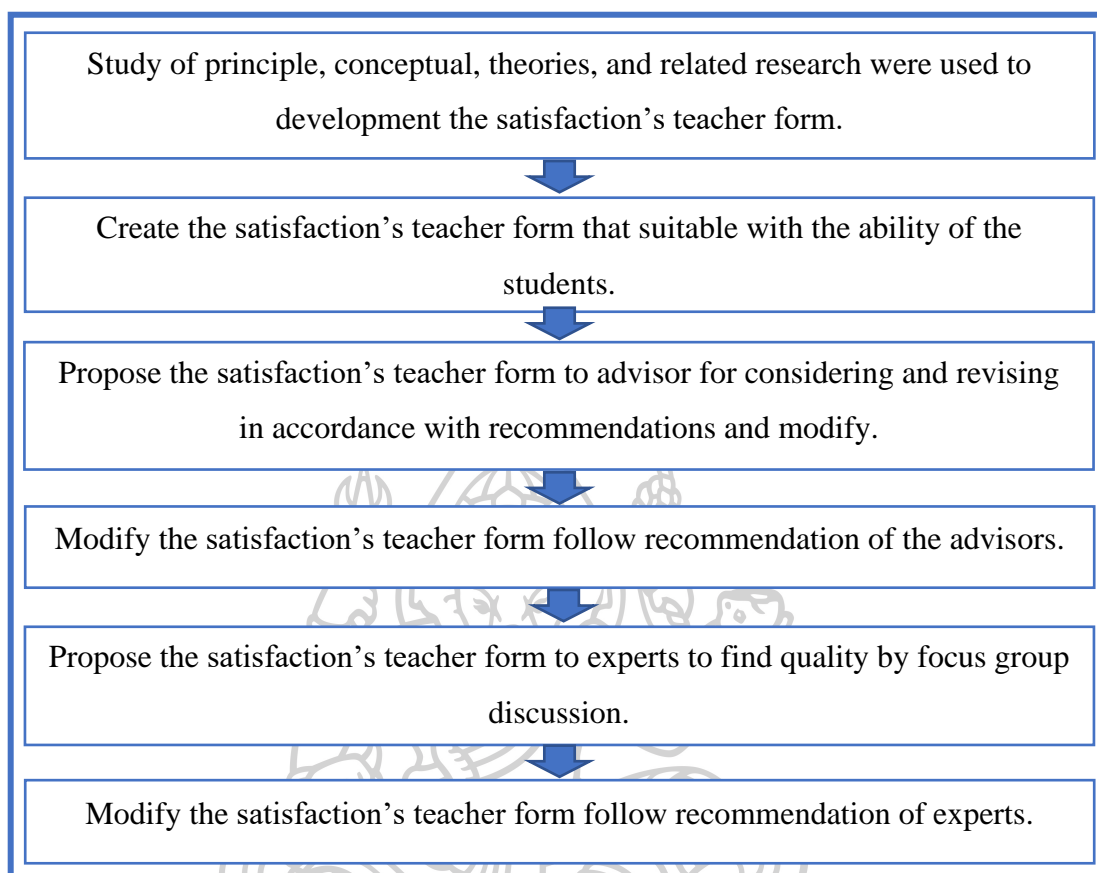 Study of principle, conceptual, theories, and related research were used to
development the satisfaction’s teacher form.
Create the satisfaction’s teacher form that suitable with the ability of the
students.
Propose the satisfaction’s teacher form to advisor for considering and revising
in accordance with recommendations and modify.
Modify the satisfaction’s teacher form follow recommendation of the advisors.
Propose the satisfaction’s teacher form to experts to find quality by focus group
discussion.
Modify the satisfaction’s teacher form follow recommendation of experts.